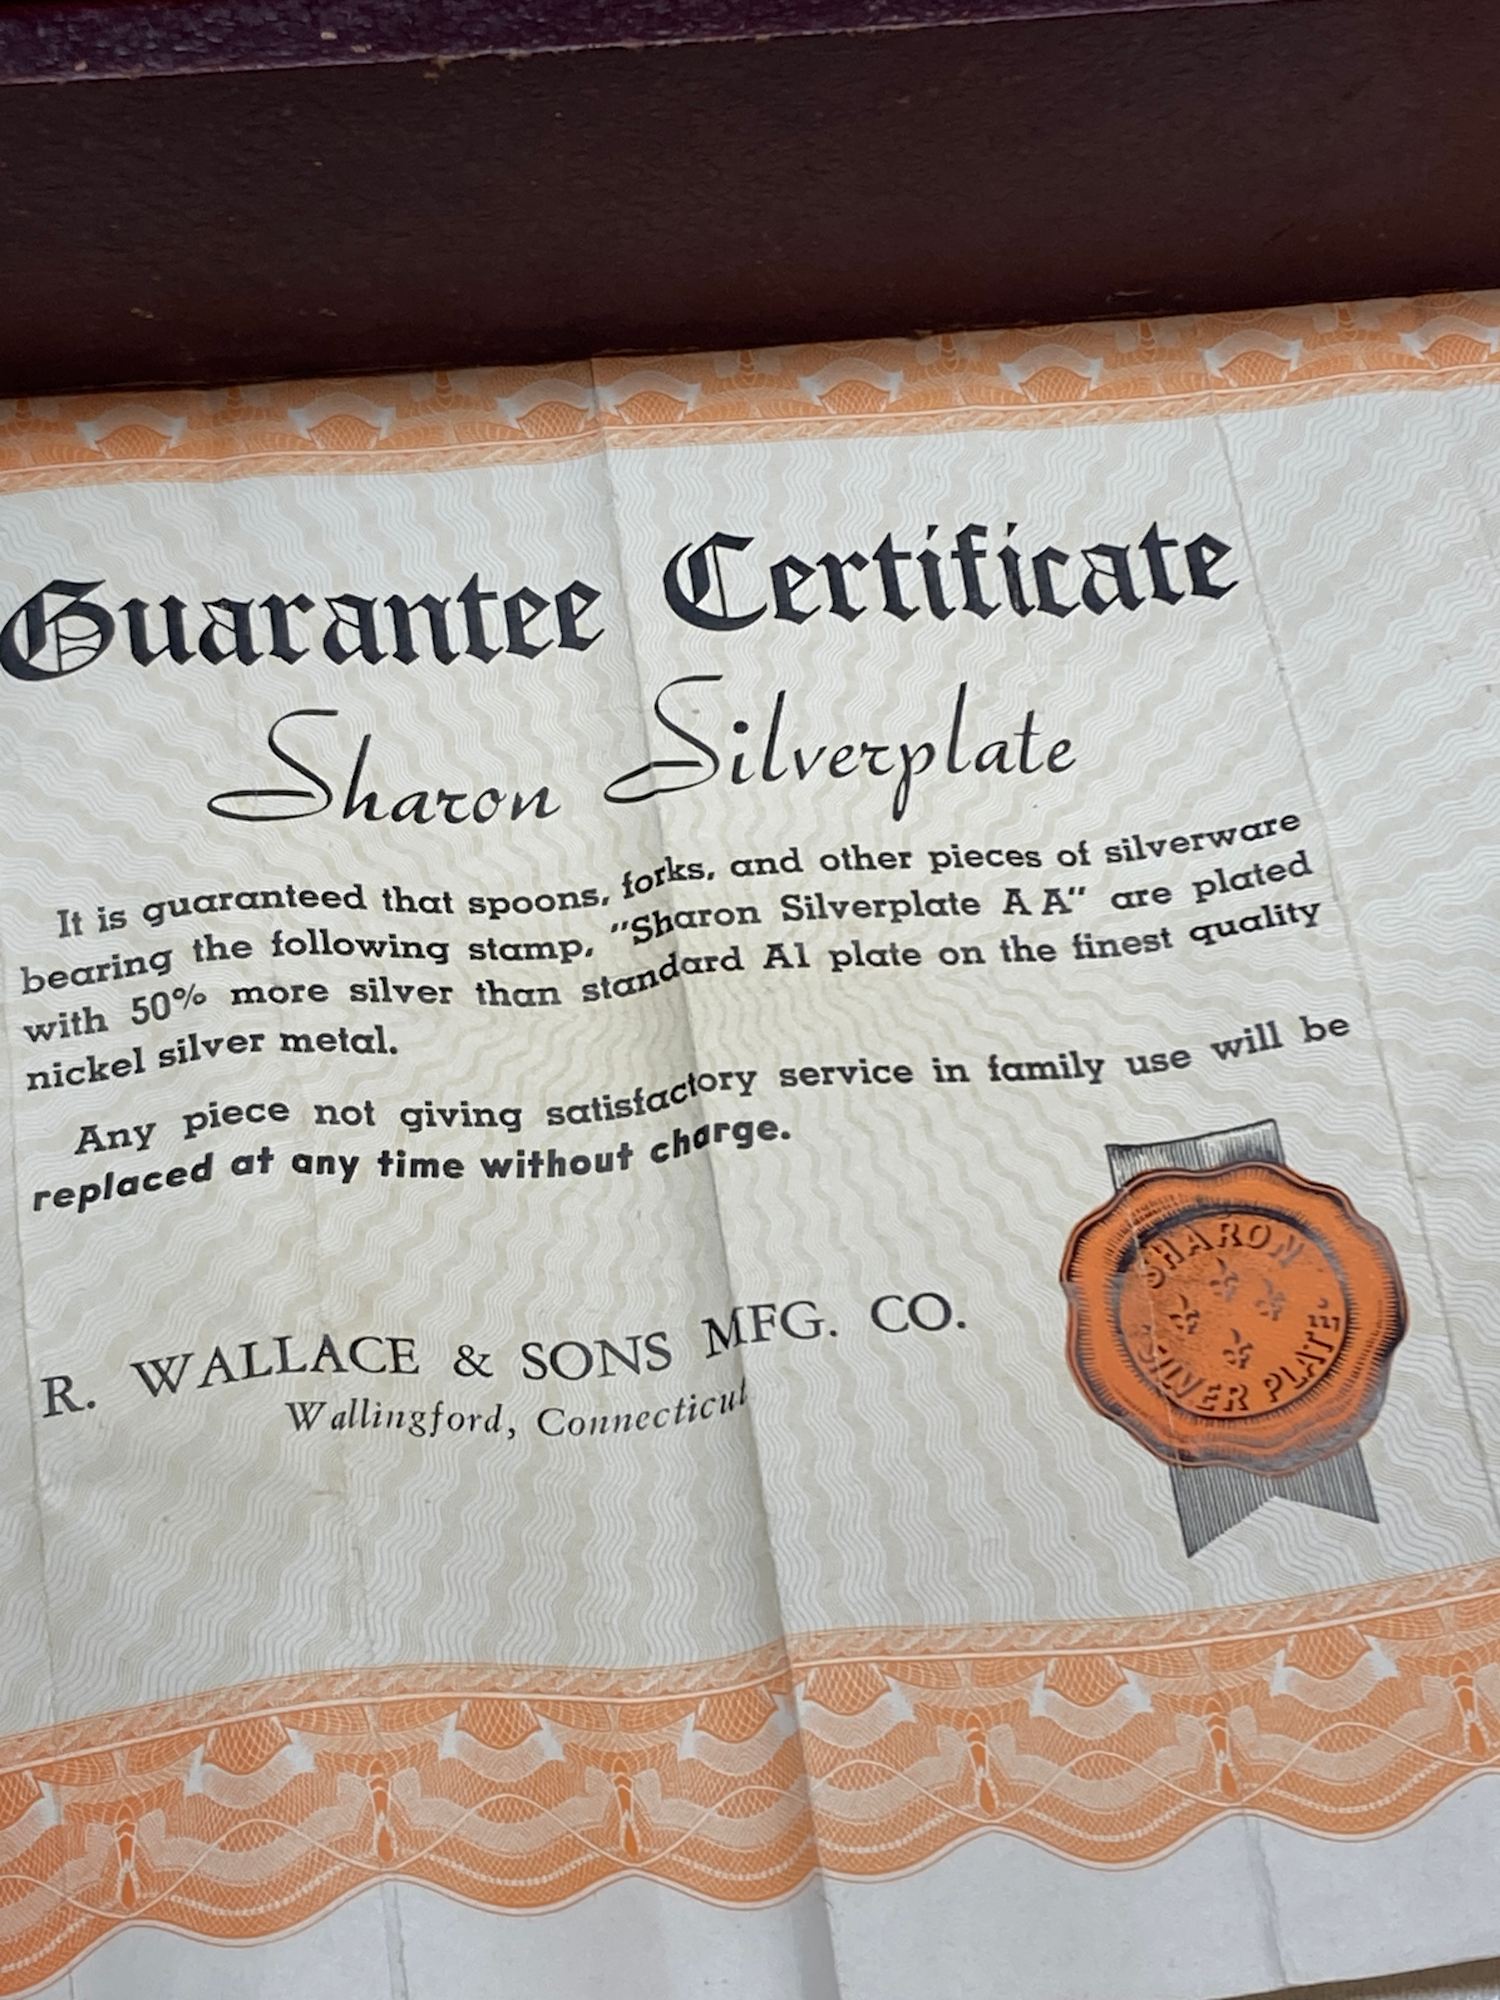 Guarantee Certificate
Sharon Silverplate
It is guaranteed that spoons, forks, and other pieces of silverware
bearing the following stamp, "Sharon Silverplate A A" are plated
with 50% more silver than standard A1 plate on the finest quality
nickel silver metal.
Any piece not giving satisfactory service in family use will be
replaced at any time without charge.
R. WALLACE & SONS MFG. CO.
Wallingford, Connecticut
SHARON
SILVER PLATE